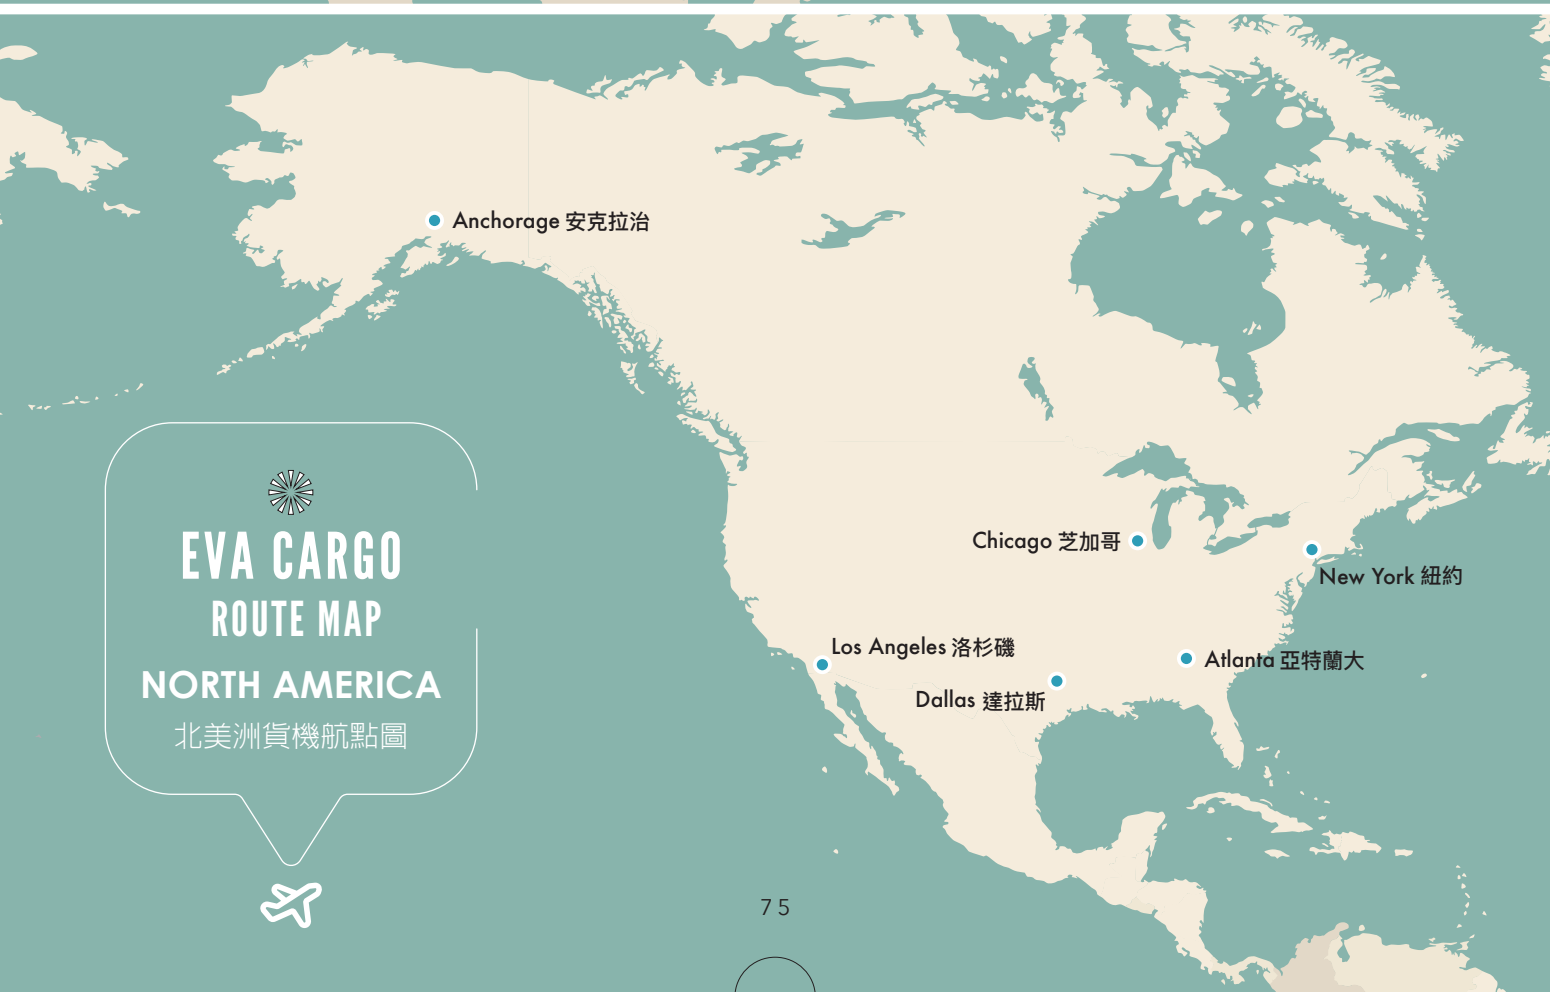 Anchorage 安克拉治
EVA CARGO
ROUTE MAP
NORTH AMERICA
北美洲貨機航點圖
Chicago 芝加哥
New York 紐約
Los Angeles 洛杉磯
Atlanta 亞特蘭大
Dallas 達拉斯
75